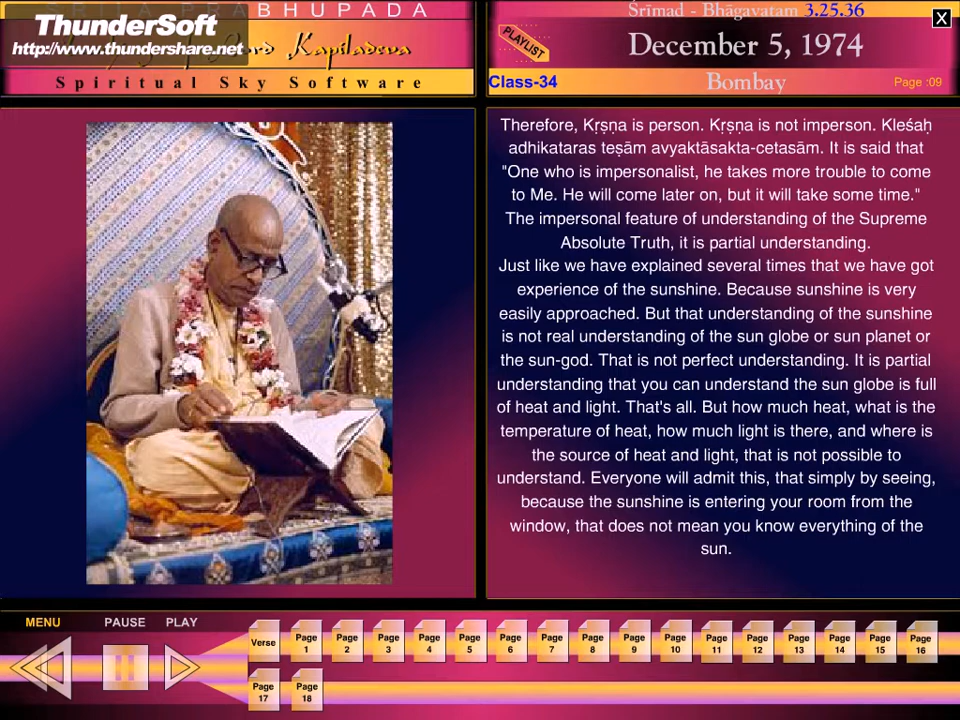 SRILA PRABHUPADA
ThunderSoft
http://www.thundershare.net
Lord Kapiladeva
Spiritual Sky Software
Śrīmad - Bhāgavatam 3.25.36
X
PLAYLIST
December 5, 1974
Class-34
Bombay
Page :09
Therefore, Kṛṣṇa is person. Kṛṣṇa is not imperson. Kleśaḥ
adhikataras teṣām avyaktāsakta-cetasām. It is said that
"One who is impersonalist, he takes more trouble to come
to Me. He will come later on, but it will take some time."
The impersonal feature of understanding of the Supreme
Absolute Truth, it is partial understanding.
Just like we have explained several times that we have got
experience of the sunshine. Because sunshine is very
easily approached. But that understanding of the sunshine
is not real understanding of the sun globe or sun planet or
the sun-god. That is not perfect understanding. It is partial
understanding that you can understand the sun globe is full
of heat and light. That's all. But how much heat, what is the
temperature of heat, how much light is there, and where is
the source of heat and light, that is not possible to
understand. Everyone will admit this, that simply by seeing,
because the sunshine is entering your room from the
window, that does not mean you know everything of the
sun.
MENU
PAUSE
PLAY
Verse
Page 1
Page 2
Page 3
Page 4
Page 5
Page 6
Page 7
Page 8
Page 9
Page 10
Page 11
Page 12
Page 13
Page 14
Page 15
Page 16
Page 17
Page 18